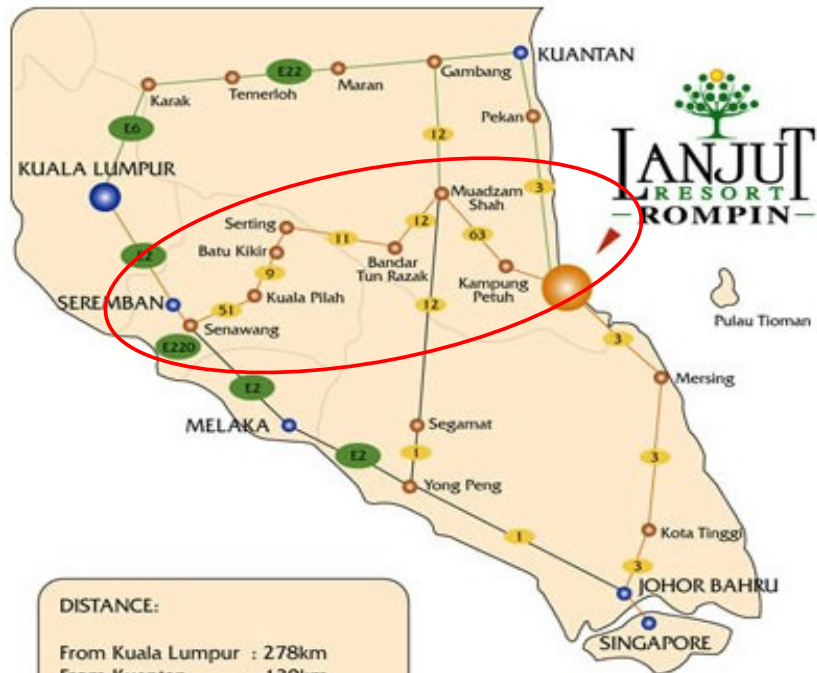 KUANTAN
E22
Gambang
Maran
Temerloh
Karak
Pekan
E6
12
LANJUT
RESORT
ROMPIN
KUALA LUMPUR
3
Muadzam
Shah
Serting
12
11
63
Batu Kikir
Bandar
Tun Razak
E2
9
Kampung
Petuh
Kuala Pilah
SEREMBAN
51
12
Senawang
Pulau Tioman
E220
3
E2
Mersing
MELAKA
Segamat
E2
1
3
Yong Peng
1
Kota Tinggi
3
JOHOR BAHRU
SINGAPORE
DISTANCE:
From Kuala Lumpur : 278km